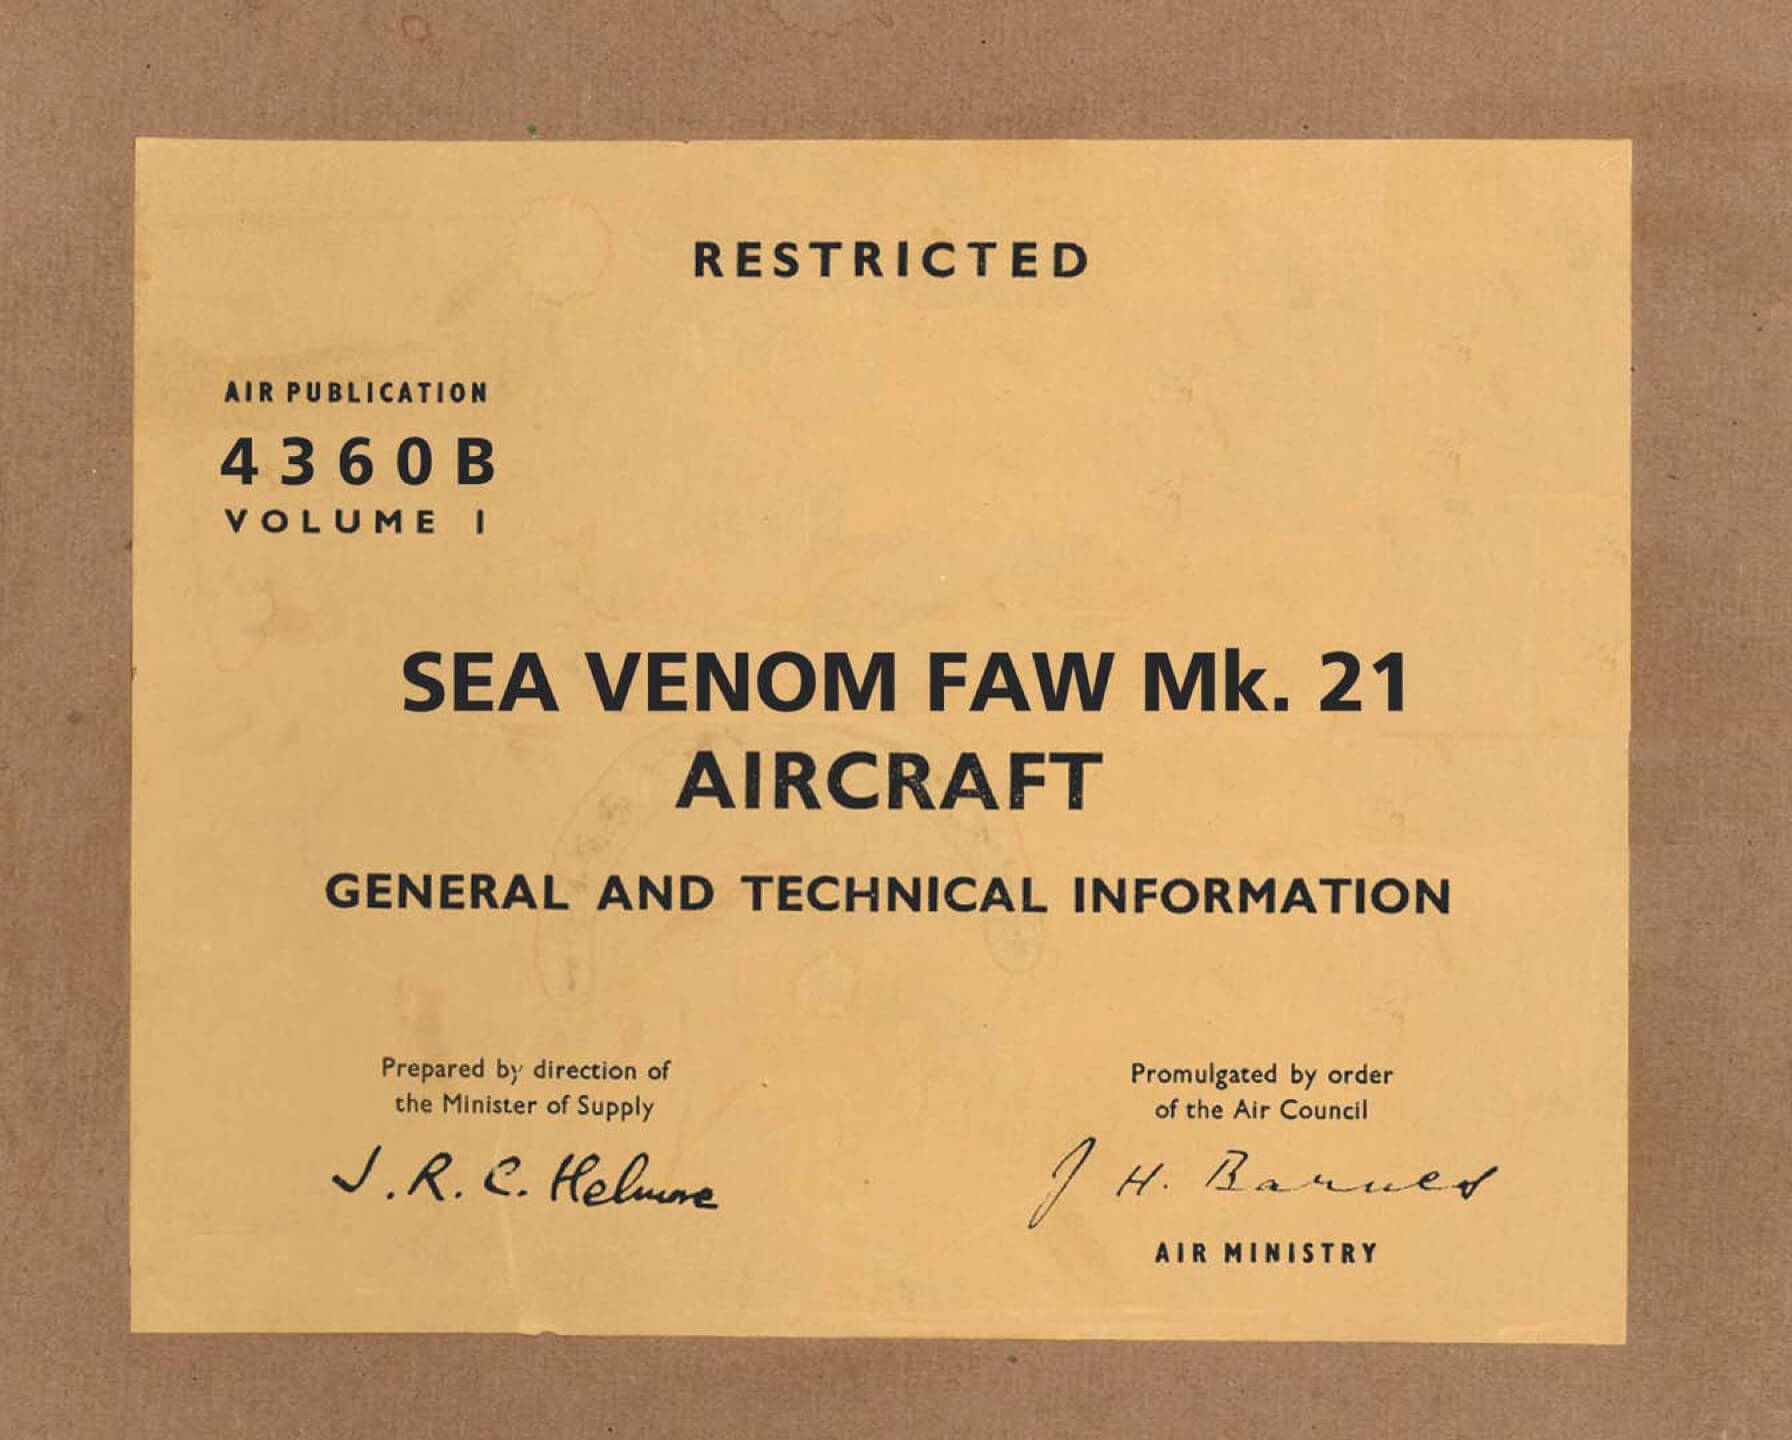 RESTRICTED
AIR PUBLICATION
4360B
VOLUME I
SEA VENOM FAW Mk. 21
AIRCRAFT
GENERAL AND TECHNICAL INFORMATION
Prepared by direction of
the Minister of Supply
J. R. C. Helmore
Promulgated by order
of the Air Council
J H. Barnes
AIR MINISTRY